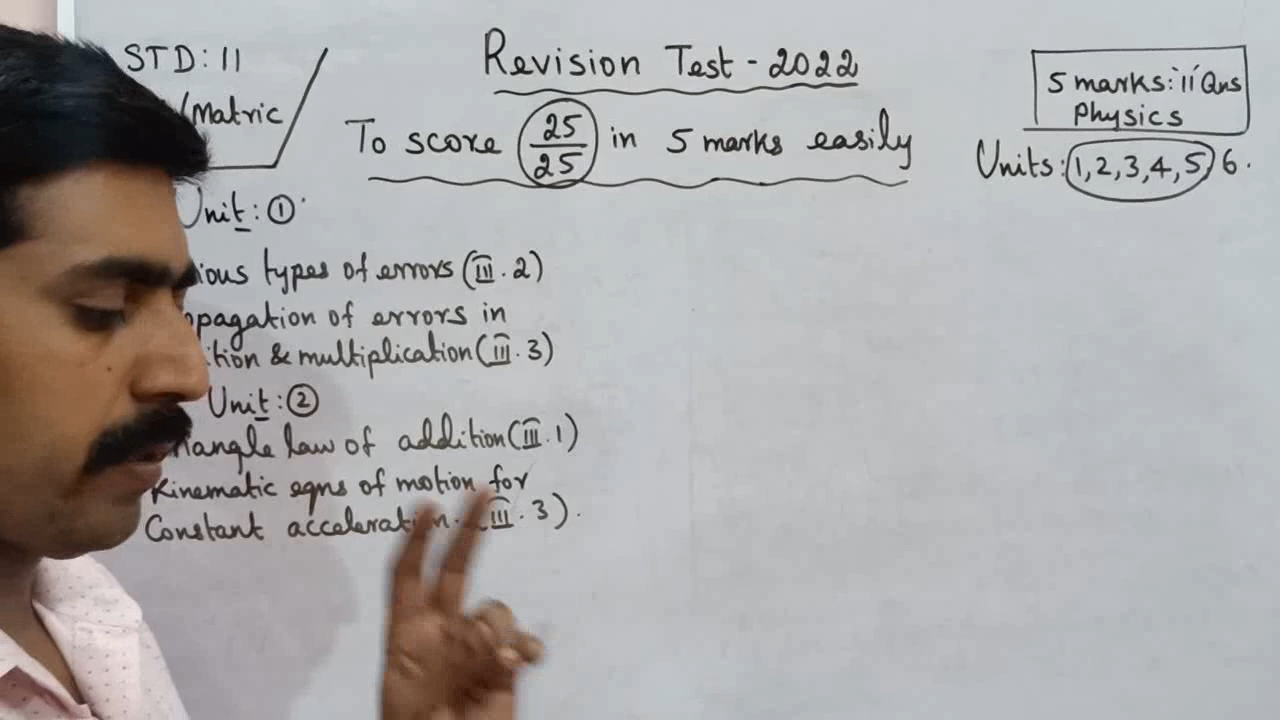 STD: 11
/Matric
Revision Test - 2022
To score 25/25 in 5 marks easily
5 marks: "11" Qns
Physics
Units: 1, 2, 3, 4, 5, 6.
Unit: 1
types of errors (III. 2)
of errors in
& multiplication (III. 3)
Unit: 2
law of addition (III. 1)
Kinematic eqns of motion for
Constant acceleration. (III. 3).